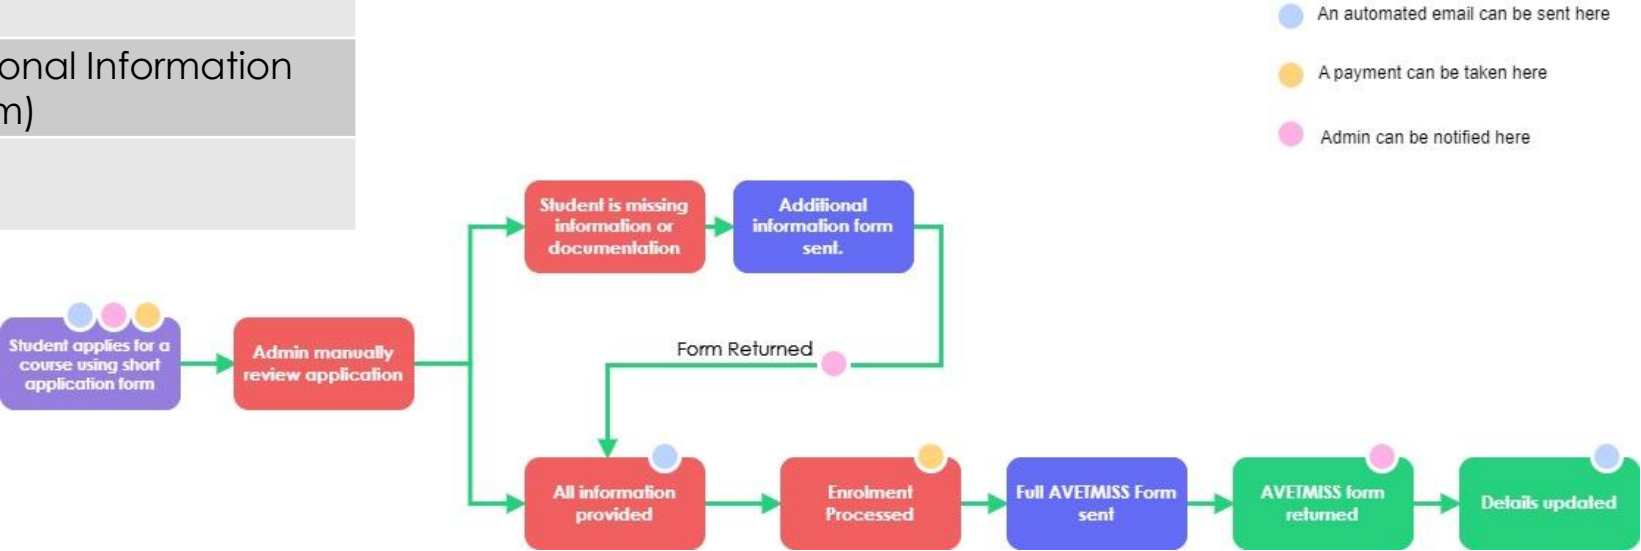 onal Information
m)
An automated email can be sent here
A payment can be taken here
Admin can be notified here
Student is missing
information or
documentation
Additional
information form
sent.
Student applies for a
course using short
application form
Admin manually
review application
Form Returned
All information
provided
Enrolment
Processed
Full AVETMISS Form
sent
AVETMISS form
returned
Details updated